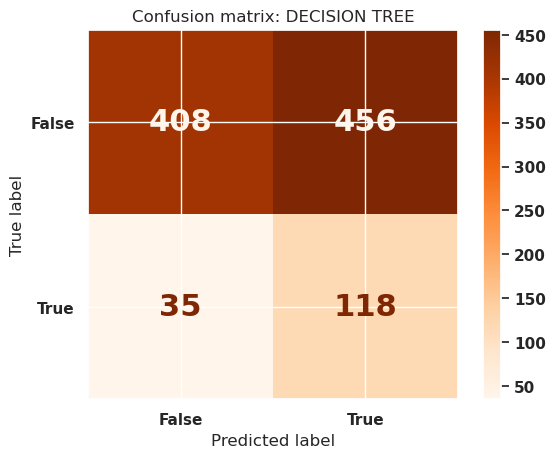 Confusion matrix: DECISION TREE
True label
False
408
456
True
35
118
False
True
Predicted label
450
400
350
300
250
200
150
100
50